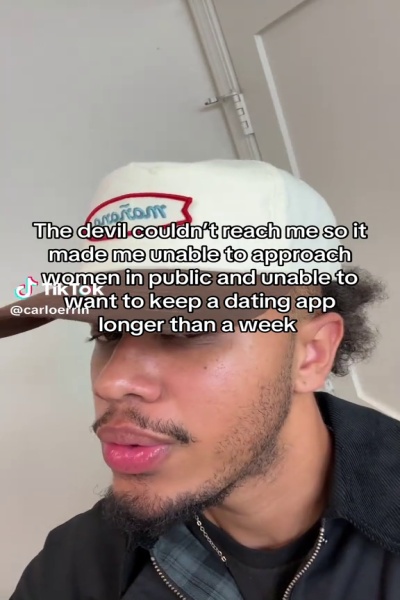 mañana
The devil couldn't reach me so it
made me unable to approach
women in public and unable to
want to keep a dating app
longer than a week
TikTok
@carloerrin